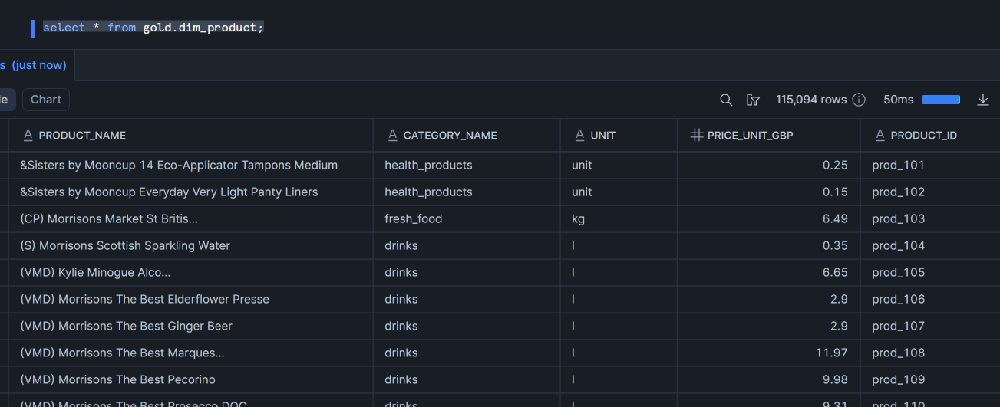 select * from gold.dim_product;
s (just now)
le Chart 115,094 rows 50ms
A PRODUCT_NAME A CATEGORY_NAME A UNIT # PRICE_UNIT_GBP A PRODUCT_ID
&Sisters by Mooncup 14 Eco-Applicator Tampons Medium health_products unit 0.25 prod_101
&Sisters by Mooncup Everyday Very Light Panty Liners health_products unit 0.15 prod_102
(CP) Morrisons Market St Britis... fresh_food kg 6.49 prod_103
(S) Morrisons Scottish Sparkling Water drinks l 0.35 prod_104
(VMD) Kylie Minogue Alco... drinks l 6.65 prod_105
(VMD) Morrisons The Best Elderflower Presse drinks l 2.9 prod_106
(VMD) Morrisons The Best Ginger Beer drinks l 2.9 prod_107
(VMD) Morrisons The Best Marques... drinks l 11.97 prod_108
(VMD) Morrisons The Best Pecorino drinks l 9.98 prod_109
(VMD) Morrisons The Best Prosecco DOC drinks l 9.31 prod_110